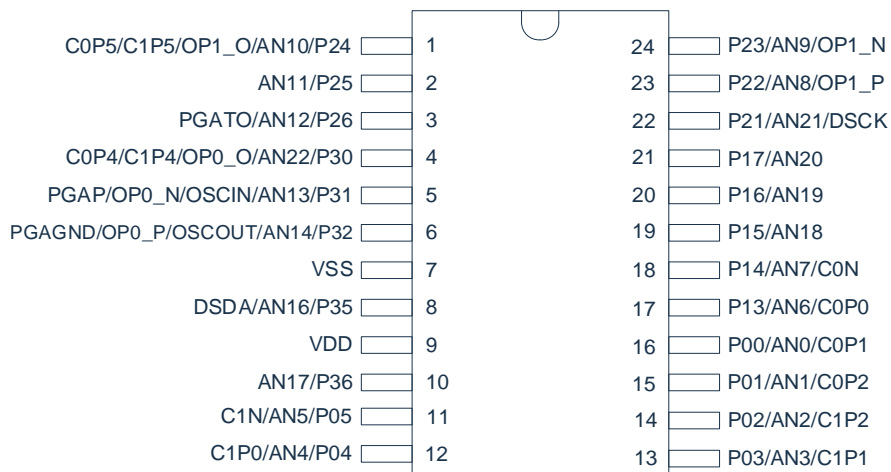 C0P5/C1P5/OP1_O/AN10/P24 1 24 P23/AN9/OP1_N
AN11/P25 2 23 P22/AN8/OP1_P
PGATO/AN12/P26 3 22 P21/AN21/DSCK
C0P4/C1P4/OP0_O/AN22/P30 4 21 P17/AN20
PGAP/OP0_N/OSCIN/AN13/P31 5 20 P16/AN19
PGAGND/OP0_P/OSCOUT/AN14/P32 6 19 P15/AN18
VSS 7 18 P14/AN7/C0N
DSDA/AN16/P35 8 17 P13/AN6/C0P0
VDD 9 16 P00/AN0/C0P1
AN17/P36 10 15 P01/AN1/C0P2
C1N/AN5/P05 11 14 P02/AN2/C1P2
C1P0/AN4/P04 12 13 P03/AN3/C1P1